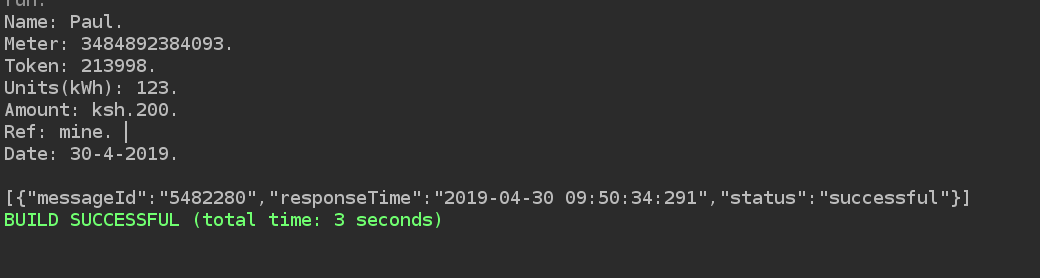 run:
Name: Paul.
Meter: 3484892384093.
Token: 213998.
Units(kWh): 123.
Amount: ksh.200.
Ref: mine.
Date: 30-4-2019.
[{"messageId":"5482280","responseTime":"2019-04-30 09:50:34:291","status":"successful"}]
BUILD SUCCESSFUL (total time: 3 seconds)